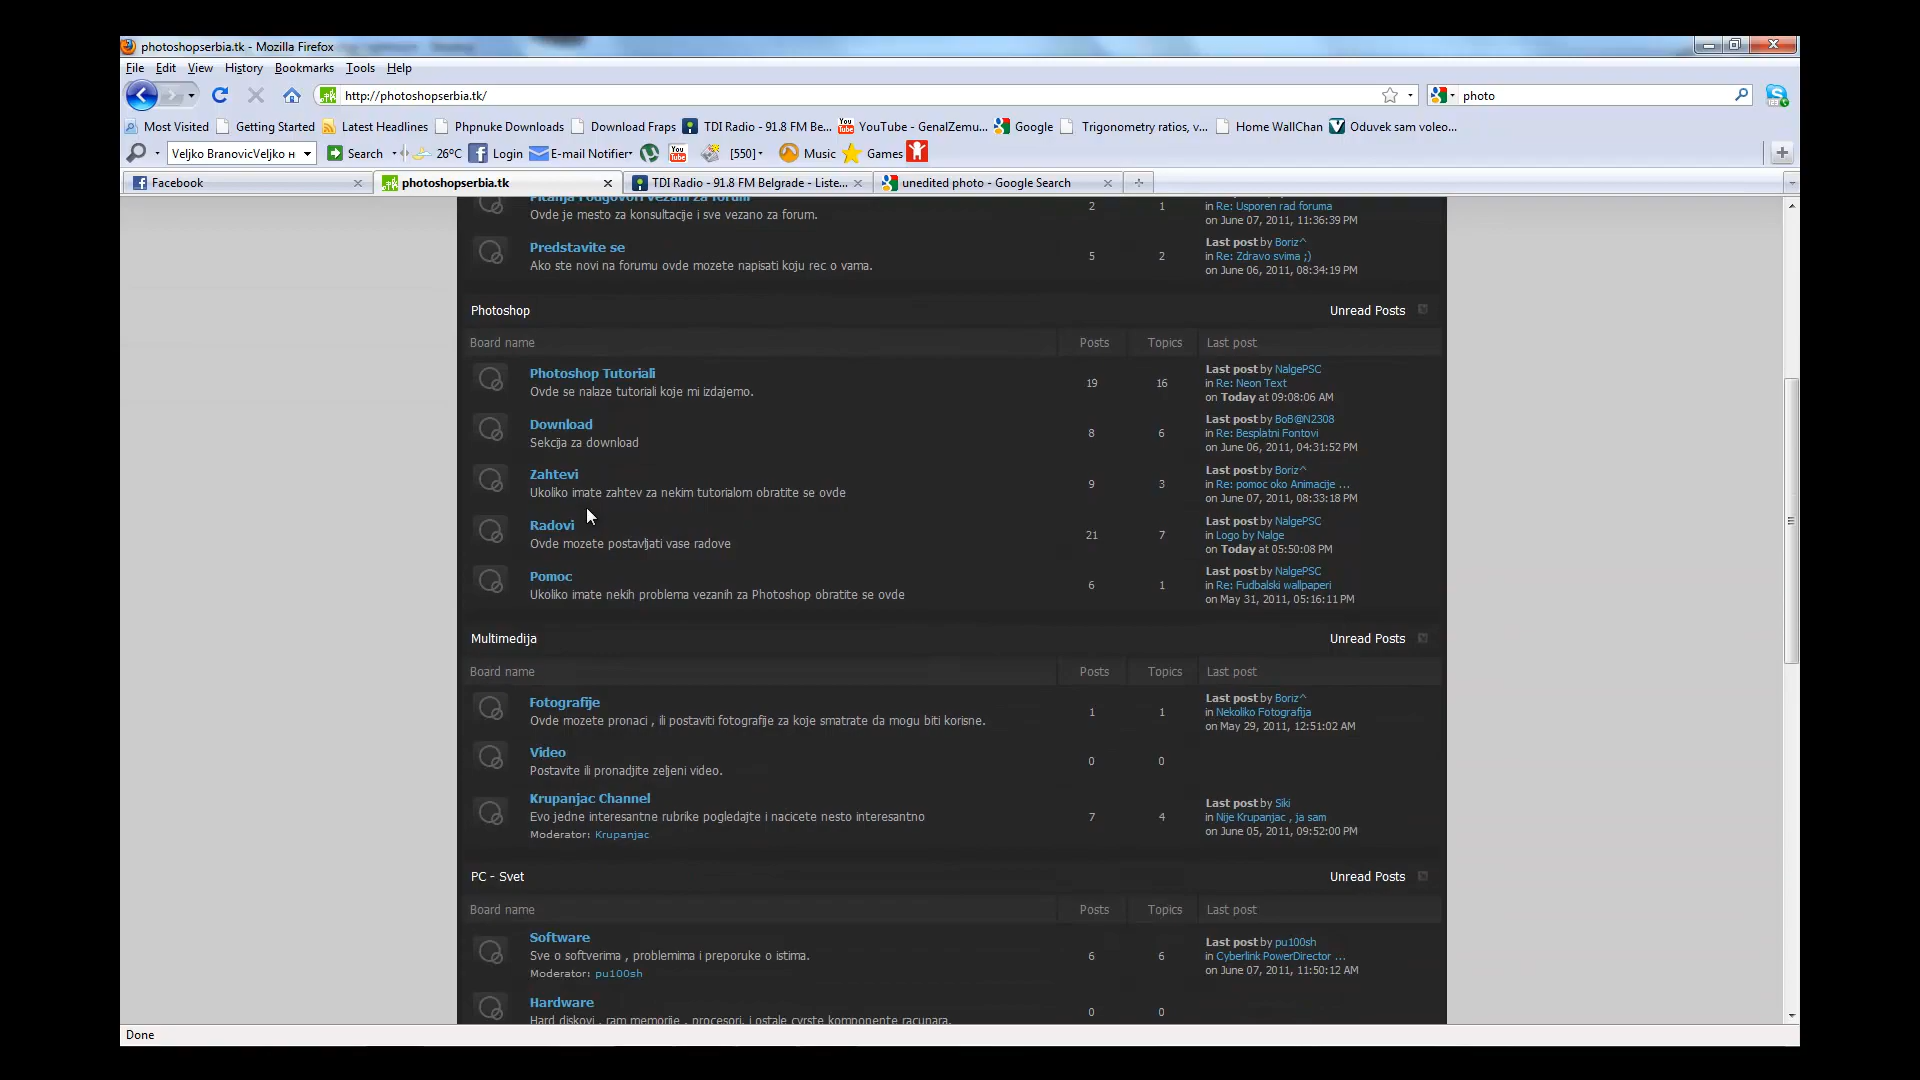 photoshopserbia.tk - Mozilla Firefox
File Edit View History Bookmarks Tools Help
http://photoshopserbia.tk/ photo
Most Visited Getting Started Latest Headlines Phpnuke Downloads Download Fraps TDI Radio - 91.8 FM Be... YouTube - GenalZemu... Google Trigonometry ratios, v... Home WallChan Oduvek sam voleo...
Veljko BranovicVeljko н Search 26°C Login E-mail Notifier [550] Music Games
Facebook photoshopserbia.tk TDI Radio - 91.8 FM Belgrade - Liste... unedited photo - Google Search
Pitanja i odgovori vezani za forum
Ovde je mesto za konsultacije i sve vezano za forum. 2 1 in Re: Usporen rad foruma
on June 07, 2011, 11:36:39 PM
Predstavite se Last post by Boriz^
Ako ste novi na forumu ovde mozete napisati koju rec o vama. 5 2 in Re: Zdravo svima ;)
on June 06, 2011, 08:34:19 PM
Photoshop Unread Posts
Board name Posts Topics Last post
Photoshop Tutoriali Last post by NalgePSC
Ovde se nalaze tutoriali koje mi izdajemo. 19 16 in Re: Neon Text
on Today at 09:08:06 AM
Download Last post by BoB@N2308
Sekcija za download 8 6 in Re: Besplatni Fontovi
on June 06, 2011, 04:31:52 PM
Zahtevi Last post by Boriz^
Ukoliko imate zahtev za nekim tutorialom obratite se ovde 9 3 in Re: pomoc oko Animacije ...
on June 07, 2011, 08:33:18 PM
Radovi Last post by NalgePSC
Ovde mozete postavljati vase radove 21 7 in Logo by Nalge
on Today at 05:50:08 PM
Pomoc Last post by NalgePSC
Ukoliko imate nekih problema vezanih za Photoshop obratite se ovde 6 1 in Re: Fudbalski wallpaperi
on May 31, 2011, 05:16:11 PM
Multimedija Unread Posts
Board name Posts Topics Last post
Fotografije Last post by Boriz^
Ovde mozete pronaci , ili postaviti fotografije za koje smatrate da mogu biti korisne. 1 1 in Nekoliko Fotografija
on May 29, 2011, 12:51:02 AM
Video
Postavite ili pronadjite zeljeni video. 0 0
Krupanjac Channel Last post by Siki
Evo jedne interesantne rubrike pogledajte i nacicete nesto interesantno 7 4 in Nije Krupanjac , ja sam
Moderator: Krupanjac on June 05, 2011, 09:52:00 PM
PC - Svet Unread Posts
Board name Posts Topics Last post
Software Last post by pu100sh
Sve o softverima , problemima i preporuke o istima. 6 6 in Cyberlink PowerDirector ...
Moderator: pu100sh on June 07, 2011, 11:50:12 AM
Hardware
Hard diskovi , ram memorije , procesori, i ostale cvrste komponente racunara. 0 0
Done